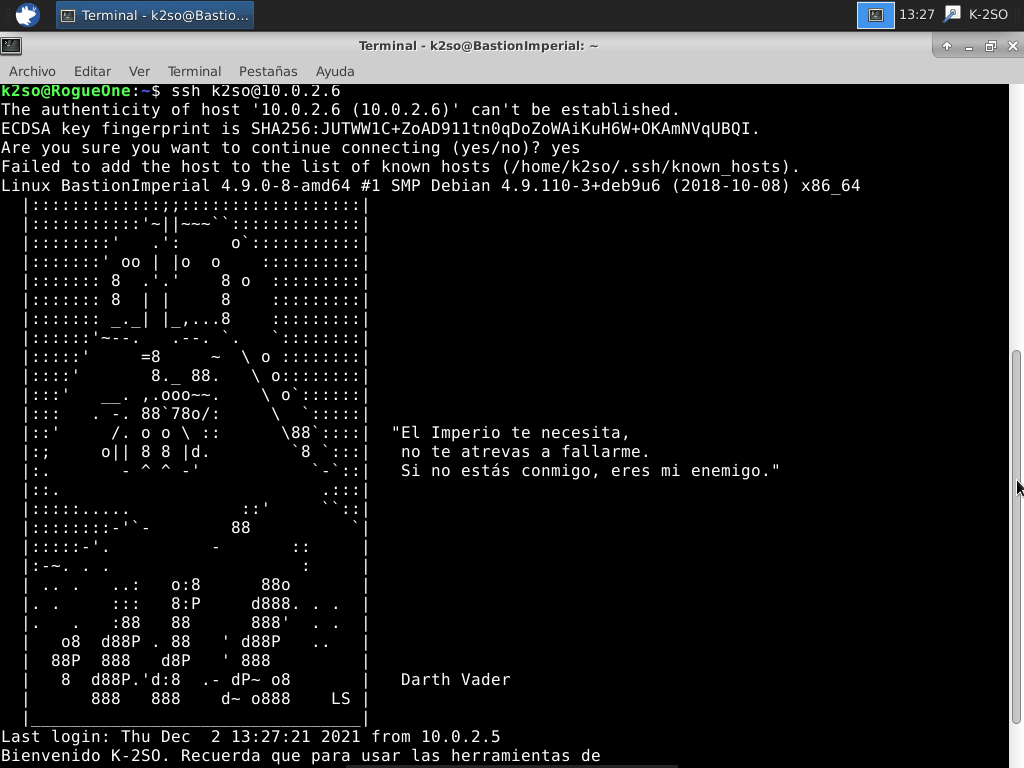 Terminal - k2so@Bastio...
13:27
K-2SO
Terminal - k2so@BastionImperial: ~
Archivo Editar Ver Terminal Pestañas Ayuda
k2so@RogueOne:~$ ssh k2so@10.0.2.6
The authenticity of host '10.0.2.6 (10.0.2.6)' can't be established.
ECDSA key fingerprint is SHA256:JUTWW1C+ZoAD911tn0qDoZoWAiKuH6W+OKAmNVqUBQI.
Are you sure you want to continue connecting (yes/no)? yes
Failed to add the host to the list of known hosts (/home/k2so/.ssh/known_hosts).
Linux BastionImperial 4.9.0-8-amd64 #1 SMP Debian 4.9.110-3+deb9u6 (2018-10-08) x86_64
"El Imperio te necesita,
no te atrevas a fallarme.
Si no estás conmigo, eres mi enemigo."
Darth Vader
LS
Last login: Thu Dec  2 13:27:21 2021 from 10.0.2.5
Bienvenido K-2SO. Recuerda que para usar las herramientas de